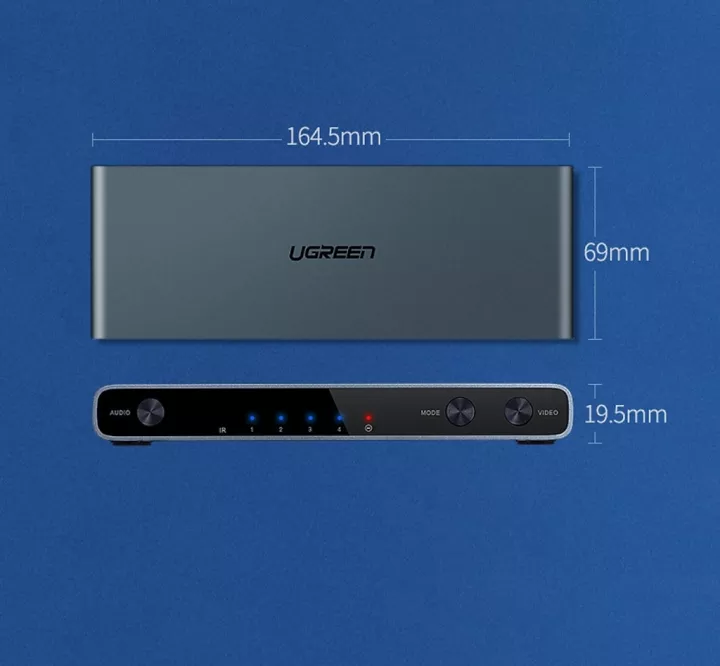 164.5mm
UGREEN
69mm
AUDIO
IR
1
2
3
4
MODE
VIDEO
19.5mm